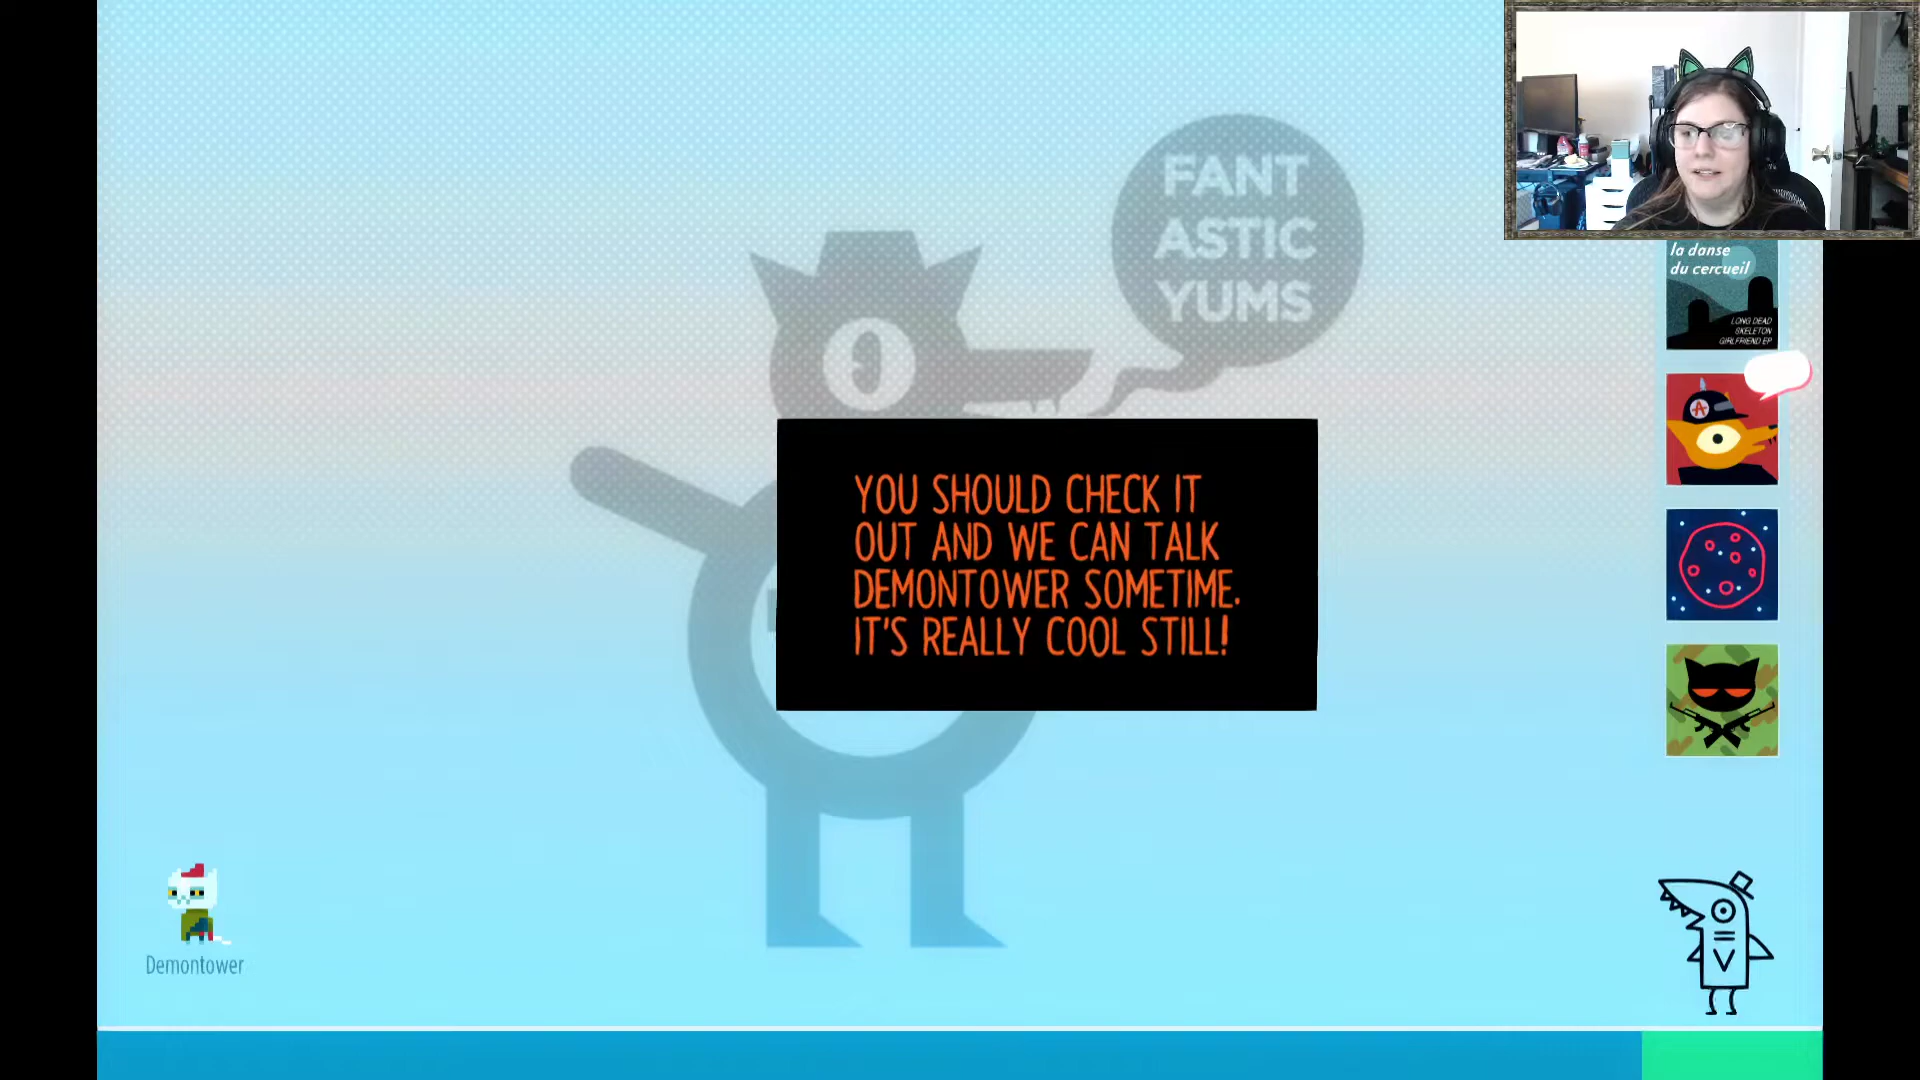 FANT
ASTIC
YUMS
la danse
du cercueil
LONG DEAD
SKELETON
GIRLFRIEND EP
A
YOU SHOULD CHECK IT
OUT AND WE CAN TALK
DEMONTOWER SOMETIME.
IT'S REALLY COOL STILL!
Demontower